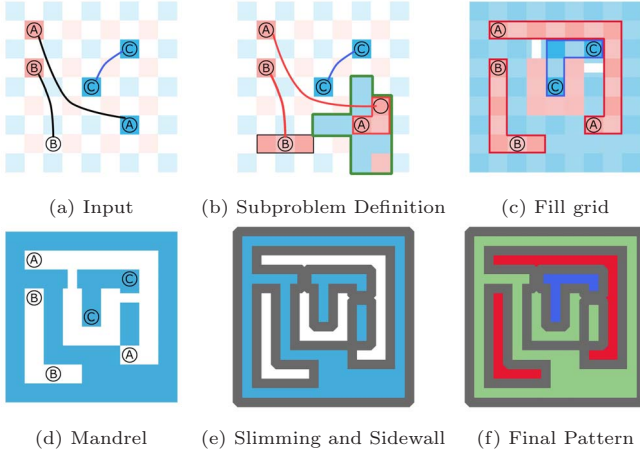 A
C
B
C
A
B
A
C
B
C
A
B
A
C
B
C
A
B
(a) Input
(b) Subproblem Definition
(c) Fill grid
A
C
B
C
A
B
(d) Mandrel
(e) Slimming and Sidewall
(f) Final Pattern